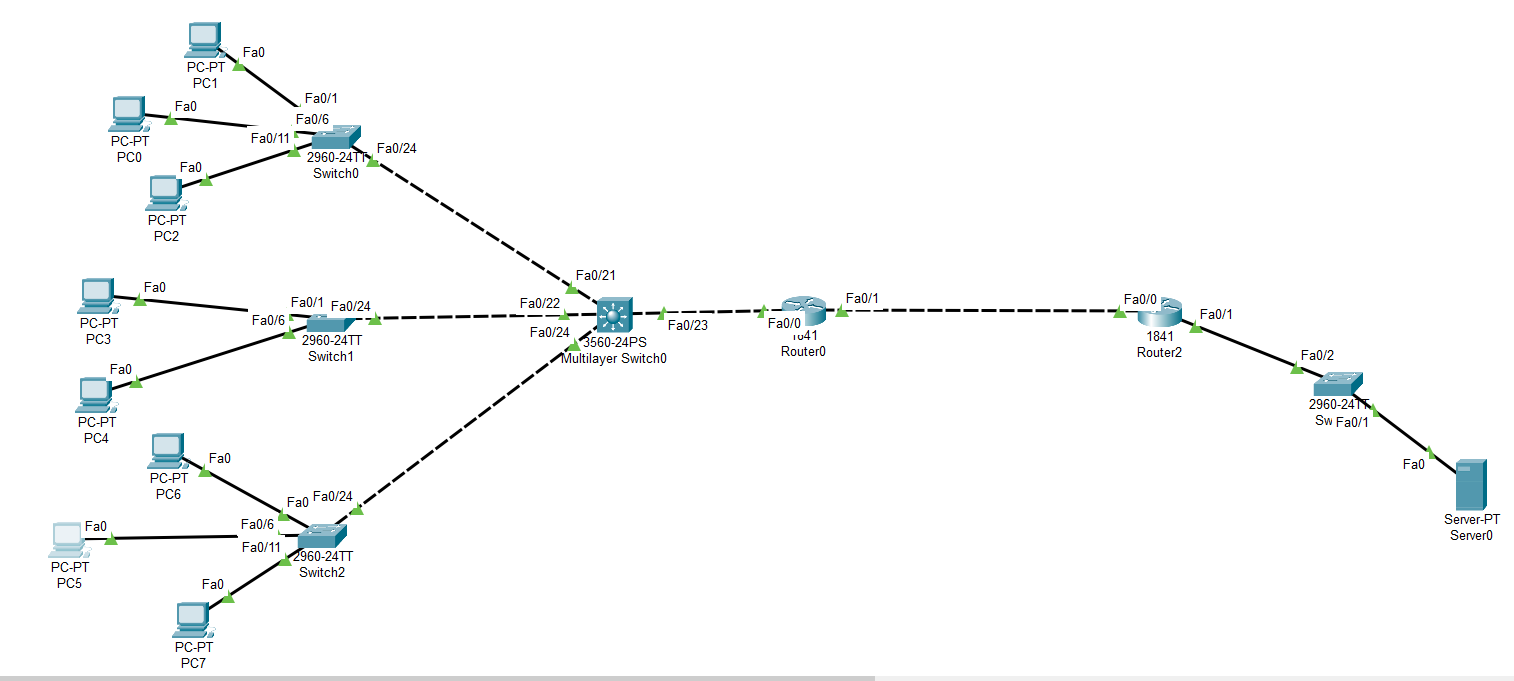 Fa0
PC-PT
PC1
Fa0/1
Fa0
Fa0/6
PC-PT
PC0
Fa0/11
2960-24TT
Switch0
Fa0/24
Fa0
PC-PT
PC2
Fa0/21
Fa0
PC-PT
PC3
Fa0/1
Fa0/24
Fa0/6
2960-24TT
Switch1
Fa0/22
Fa0/24
3560-24PS
Multilayer Switch0
Fa0/23
Fa0/0
Fa0/1
Router0
Fa0/0
Fa0/1
1841
Router2
Fa0/2
2960-24TT
Sw
Fa0/1
Fa0
Server-PT
Server0
Fa0
PC-PT
PC4
Fa0
PC-PT
PC6
Fa0
Fa0/24
Fa0/6
Fa0/11
2960-24TT
Switch2
Fa0
PC-PT
PC5
Fa0
PC-PT
PC7